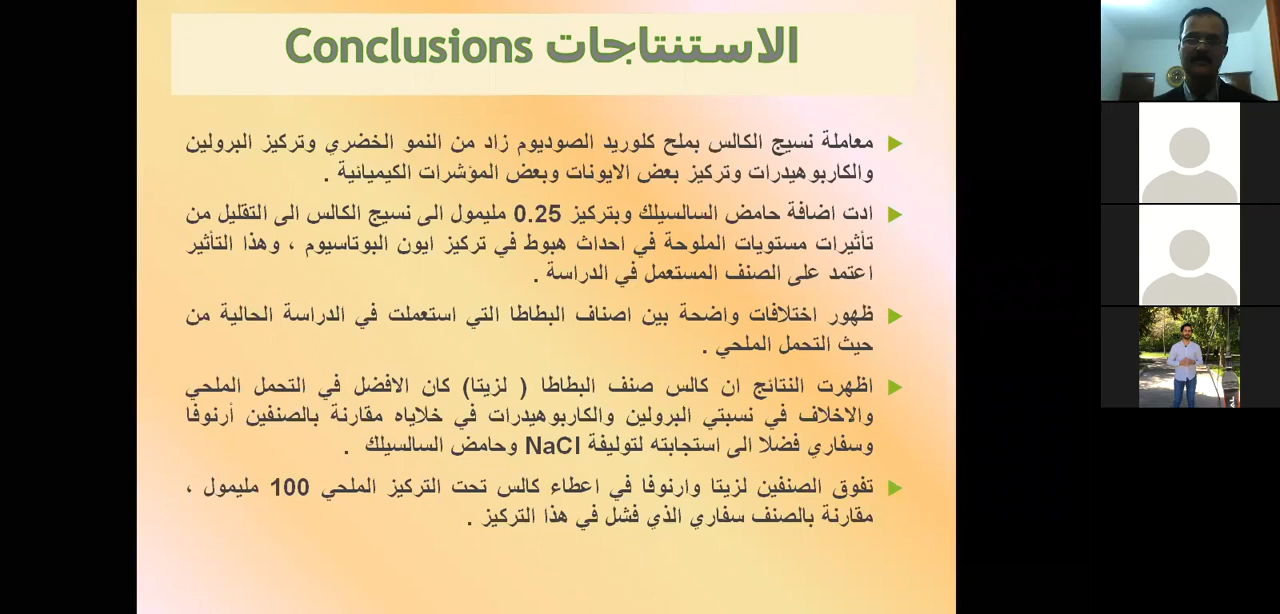 الاستنتاجات Conclusions
معاملة نسيج الكالس بملح كلوريد الصوديوم زاد من النمو الخضري وتركيز البرولين
والكاربوهيدرات وتركيز بعض الايونات وبعض المؤشرات الكيميائية .
ادت اضافة حامض السالسيلك وبتركيز 0.25 مليمول الى نسيج الكالس الى التقليل من
تأثيرات مستويات الملوحة في احداث هبوط في تركيز ايون البوتاسيوم ، وهذا التأثير
اعتمد على الصنف المستعمل في الدراسة .
ظهور اختلافات واضحة بين اصناف البطاطا التي استعملت في الدراسة الحالية من
حيث التحمل الملحي .
اظهرت النتائج ان كالس صنف البطاطا ( لزيتا) كان الافضل في التحمل الملحي
والاخلاف في نسبتي البرولين والكاربوهيدرات في خلاياه مقارنة بالصنفين أرنوفا
وسفاري فضلا الى استجابته لتوليفة NaCl وحامض السالسيلك .
تفوق الصنفين لزيتا وارنوفا في اعطاء كالس تحت التركيز الملحي 100 مليمول ،
مقارنة بالصنف سفاري الذي فشل في هذا التركيز .